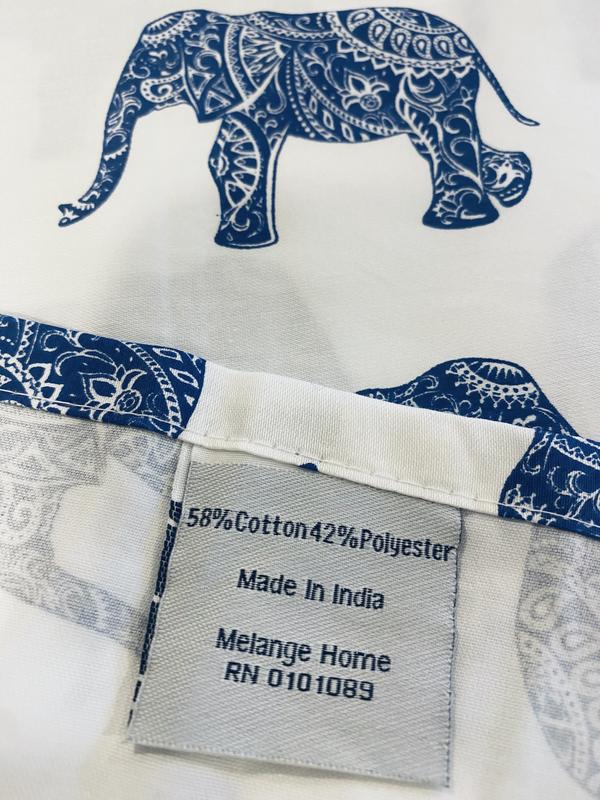 58%Cotton42%Polyester
Made In India
Melange Home
RN 0101089